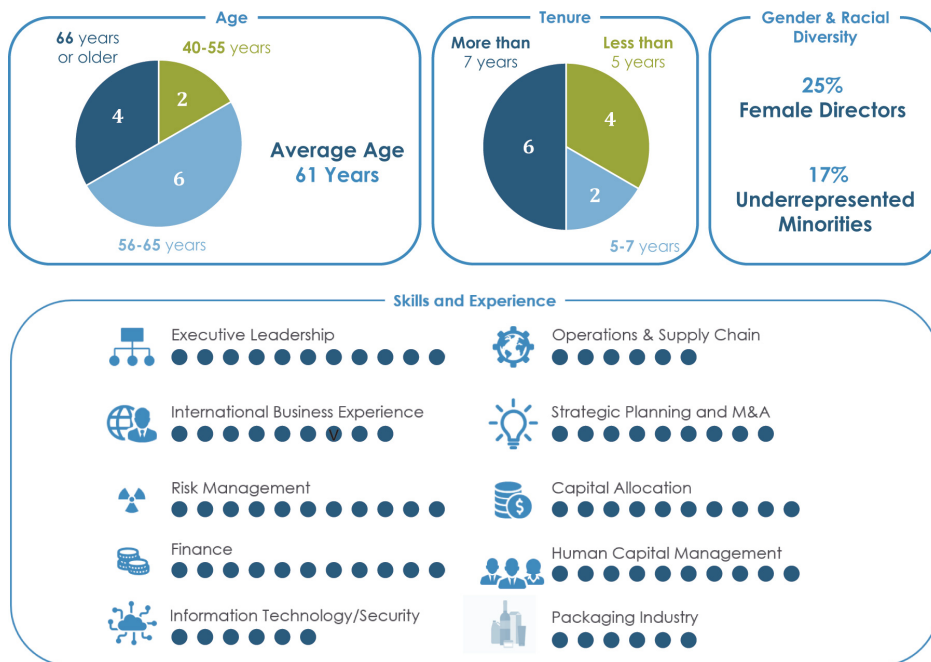 Age
66 years
or older
40-55 years
4
2
6
56-65 years
Average Age
61 Years
Tenure
More than
7 years
Less than
5 years
6
4
2
5-7 years
Gender & Racial
Diversity
25%
Female Directors
17%
Underrepresented
Minorities
Skills and Experience
Executive Leadership
Operations & Supply Chain
International Business Experience
V
Strategic Planning and M&A
Risk Management
Capital Allocation
$
Finance
Human Capital Management
Information Technology/Security
Packaging Industry